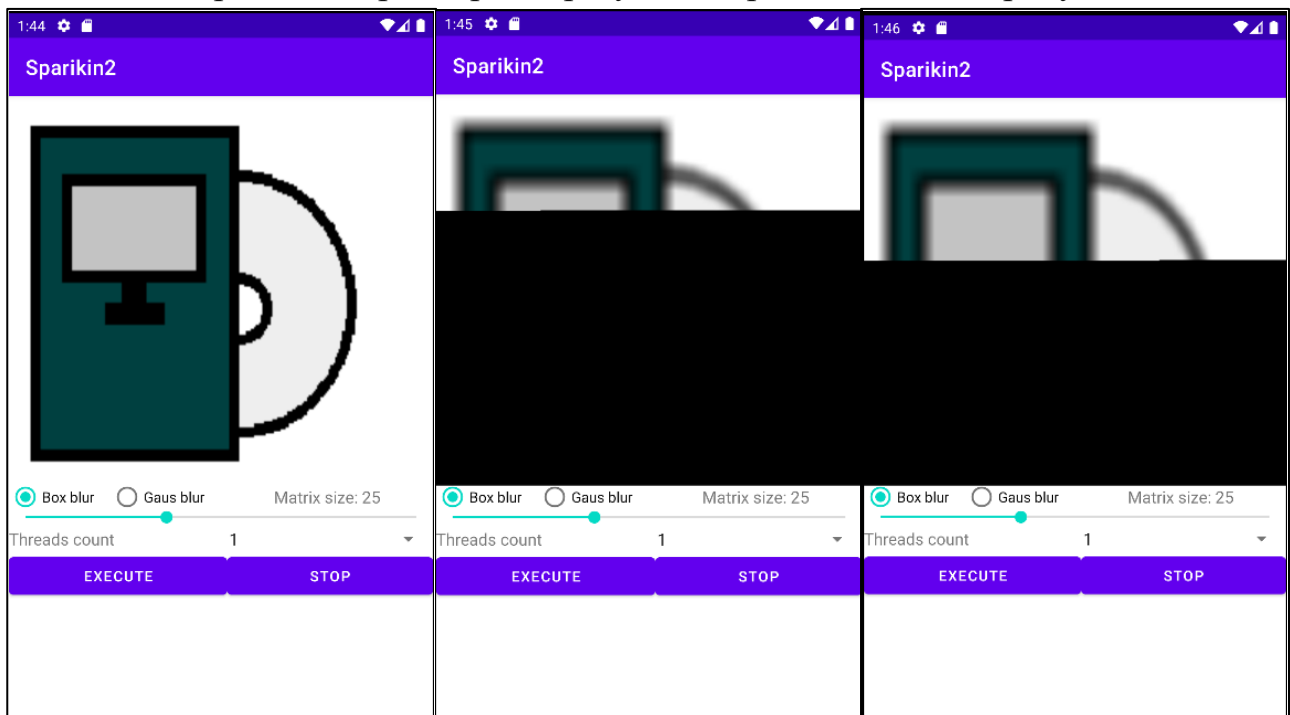 1:44
Sparikin2
Box blur Gaus blur Matrix size: 25
Threads count 1
EXECUTE STOP
1:45
Sparikin2
Box blur Gaus blur Matrix size: 25
Threads count 1
EXECUTE STOP
1:46
Sparikin2
Box blur Gaus blur Matrix size: 25
Threads count 1
EXECUTE STOP